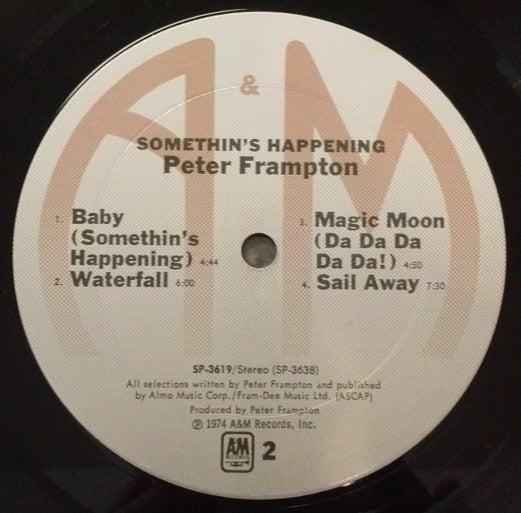 A & M
SOMETHIN'S HAPPENING
Peter Frampton
1. Baby
(Somethin's
Happening) 4:44
2. Waterfall 6:00
3. Magic Moon
(Da Da Da
Da Da!) 4:50
4. Sail Away 7:30
SP-3619/Stereo (SP-3638)
All selections written by Peter Frampton and published
by Almo Music Corp./Fram-Dee Music Ltd. (ASCAP)
Produced by Peter Frampton
℗ 1974 A&M Records, Inc.
A&M
RECORDS
2